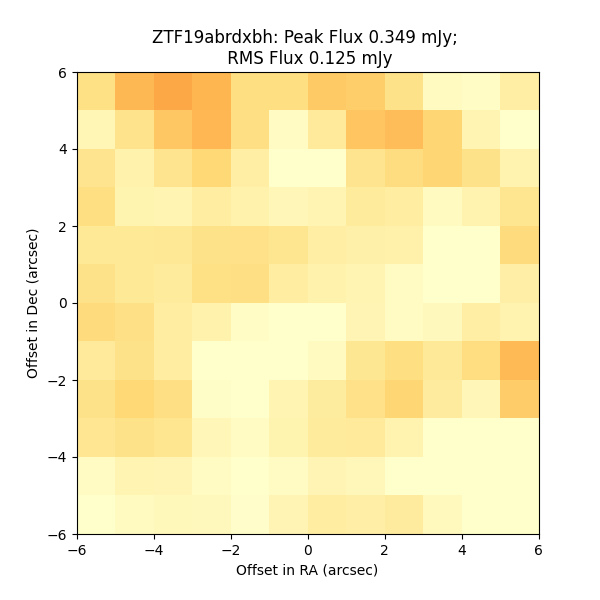 ZTF19abrdxbh: Peak Flux 0.349 mJy;
RMS Flux 0.125 mJy
6
4
2
0
−2
−4
−6
Offset in Dec (arcsec)
−6 −4 −2 0 2 4 6
Offset in RA (arcsec)